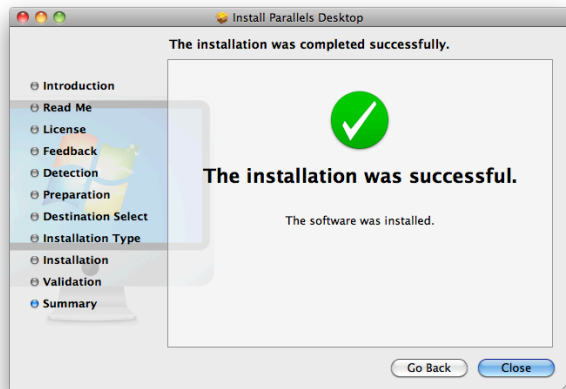 Install Parallels Desktop
The installation was completed successfully.
Introduction
Read Me
License
Feedback
Detection
Preparation
Destination Select
Installation Type
Installation
Validation
Summary
The installation was successful.
The software was installed.
Go Back
Close